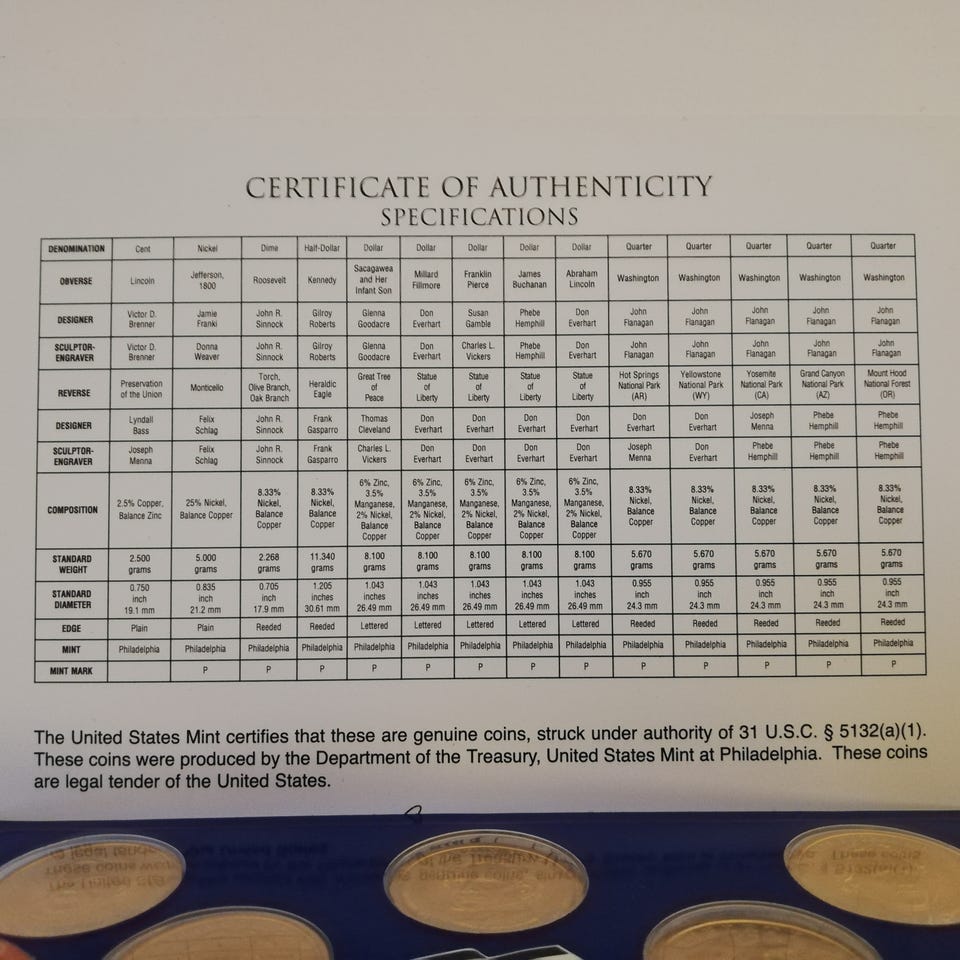 CERTIFICATE OF AUTHENTICITY
SPECIFICATIONS
DENOMINATION Cent Nickel Dime Half-Dollar Dollar Dollar Dollar Dollar Dollar Quarter Quarter Quarter Quarter Quarter
OBVERSE Lincoln Jefferson, 1800 Roosevelt Kennedy Sacagawea and Her Infant Son Millard Fillmore Franklin Pierce James Buchanan Abraham Lincoln Washington Washington Washington Washington Washington
DESIGNER Victor D. Brenner Jamie Franki John R. Sinnock Gilroy Roberts Glenna Goodacre Don Everhart Susan Gamble Phebe Hemphill Don Everhart John Flanagan John Flanagan John Flanagan John Flanagan John Flanagan
SCULPTOR-ENGRAVER Victor D. Brenner Donna Weaver John R. Sinnock Gilroy Roberts Glenna Goodacre Don Everhart Charles L. Vickers Phebe Hemphill Don Everhart John Flanagan John Flanagan John Flanagan John Flanagan John Flanagan
REVERSE Preservation of the Union Monticello Torch, Olive Branch, Oak Branch Heraldic Eagle Great Tree of Peace Statue of Liberty Statue of Liberty Statue of Liberty Statue of Liberty Hot Springs National Park (AR) Yellowstone National Park (WY) Yosemite National Park (CA) Grand Canyon National Park (AZ) Mount Hood National Forest (OR)
DESIGNER Lyndall Bass Felix Schlag John R. Sinnock Frank Gasparro Thomas Cleveland Don Everhart Don Everhart Don Everhart Don Everhart Don Everhart Don Everhart Joseph Menna Phebe Hemphill Phebe Hemphill
SCULPTOR-ENGRAVER Joseph Menna Felix Schlag John R. Sinnock Frank Gasparro Charles L. Vickers Don Everhart Don Everhart Don Everhart Don Everhart Joseph Menna Don Everhart Phebe Hemphill Phebe Hemphill Phebe Hemphill
COMPOSITION 2.5% Copper, Balance Zinc 25% Nickel, Balance Copper 8.33% Nickel, Balance Copper 8.33% Nickel, Balance Copper 6% Zinc, 3.5% Manganese, 2% Nickel, Balance Copper 6% Zinc, 3.5% Manganese, 2% Nickel, Balance Copper 6% Zinc, 3.5% Manganese, 2% Nickel, Balance Copper 6% Zinc, 3.5% Manganese, 2% Nickel, Balance Copper 6% Zinc, 3.5% Manganese, 2% Nickel, Balance Copper 8.33% Nickel, Balance Copper 8.33% Nickel, Balance Copper 8.33% Nickel, Balance Copper 8.33% Nickel, Balance Copper 8.33% Nickel, Balance Copper
STANDARD WEIGHT 2.500 grams 5.000 grams 2.268 grams 11.340 grams 8.100 grams 8.100 grams 8.100 grams 8.100 grams 8.100 grams 5.670 grams 5.670 grams 5.670 grams 5.670 grams 5.670 grams
STANDARD DIAMETER 0.750 inch 19.1 mm 0.835 inch 21.2 mm 0.705 inch 17.9 mm 1.205 inches 30.61 mm 1.043 inches 26.49 mm 1.043 inches 26.49 mm 1.043 inches 26.49 mm 1.043 inches 26.49 mm 1.043 inches 26.49 mm 0.955 inch 24.3 mm 0.955 inch 24.3 mm 0.955 inch 24.3 mm 0.955 inch 24.3 mm 0.955 inch 24.3 mm
EDGE Plain Plain Reeded Reeded Lettered Lettered Lettered Lettered Lettered Reeded Reeded Reeded Reeded Reeded
MINT Philadelphia Philadelphia Philadelphia Philadelphia Philadelphia Philadelphia Philadelphia Philadelphia Philadelphia Philadelphia Philadelphia Philadelphia Philadelphia Philadelphia
MINT MARK P P P P P P P P P P P P P
The United States Mint certifies that these are genuine coins, struck under authority of 31 U.S.C. § 5132(a)(1).
These coins were produced by the Department of the Treasury, United States Mint at Philadelphia. These coins
are legal tender of the United States.